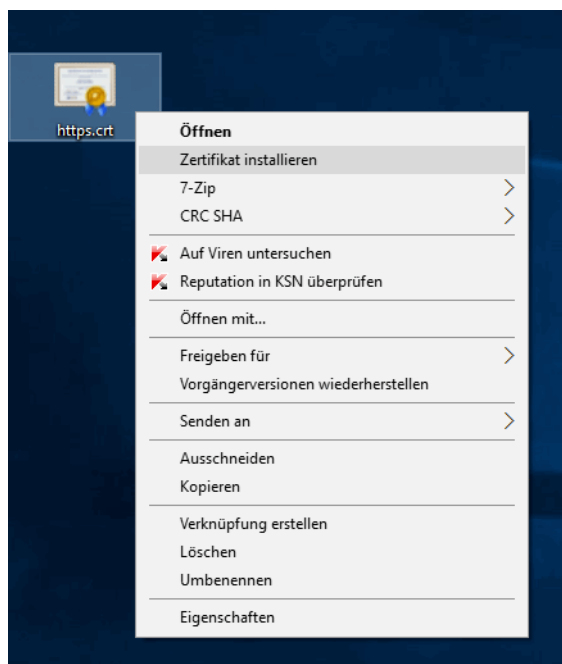 https.crt
Öffnen
Zertifikat installieren
7-Zip
CRC SHA
Auf Viren untersuchen
Reputation in KSN überprüfen
Öffnen mit...
Freigeben für
Vorgängerversionen wiederherstellen
Senden an
Ausschneiden
Kopieren
Verknüpfung erstellen
Löschen
Umbenennen
Eigenschaften